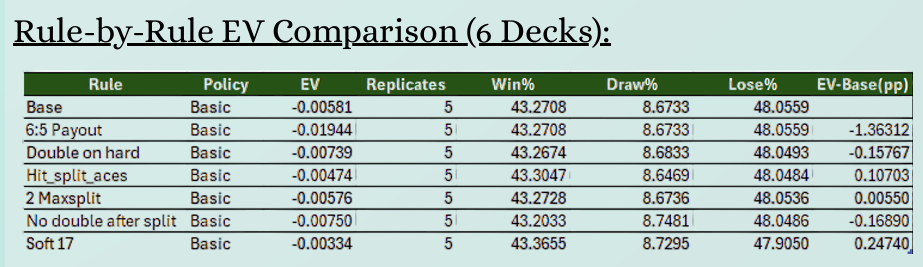 Rule-by-Rule EV Comparison (6 Decks):
Rule Policy EV Replicates Win% Draw% Lose% EV-Base(pp)
Base Basic -0.00581 5 43.2708 8.6733 48.0559
6:5 Payout Basic -0.01944 5 43.2708 8.6733 48.0559 -1.36312
Double on hard Basic -0.00739 5 43.2674 8.6833 48.0493 -0.15767
Hit_split_aces Basic -0.00474 5 43.3047 8.6469 48.0484 0.10703
2 Maxsplit Basic -0.00576 5 43.2728 8.6736 48.0536 0.00550
No double after split Basic -0.00750 5 43.2033 8.7481 48.0486 -0.16890
Soft 17 Basic -0.00334 5 43.3655 8.7295 47.9050 0.24740